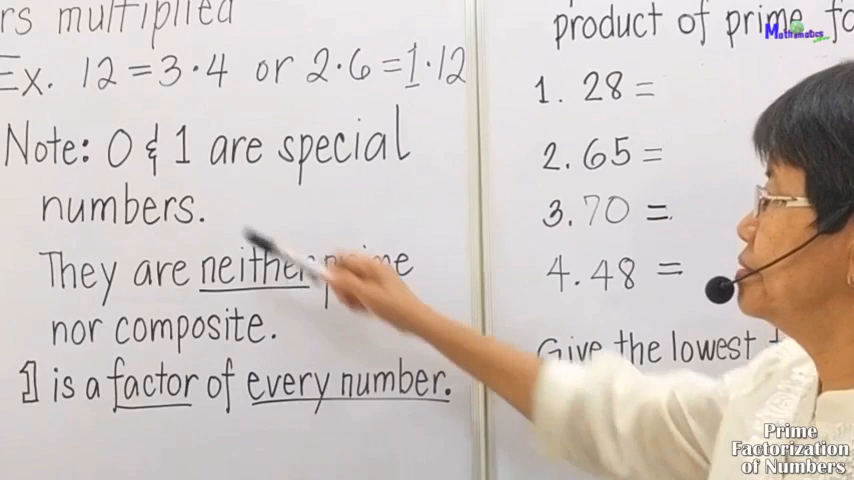 rs multiplied
Ex. 12 = 3 · 4 or 2 · 6 = 1 · 12
Note: 0 & 1 are special
numbers.
They are neither prime
nor composite.
1 is a factor of every number.
product of prime
1. 28 =
2. 65 =
3. 70 =
4. 48 =
Give the lowest
Mathematics
Prime
Factorization
of Numbers